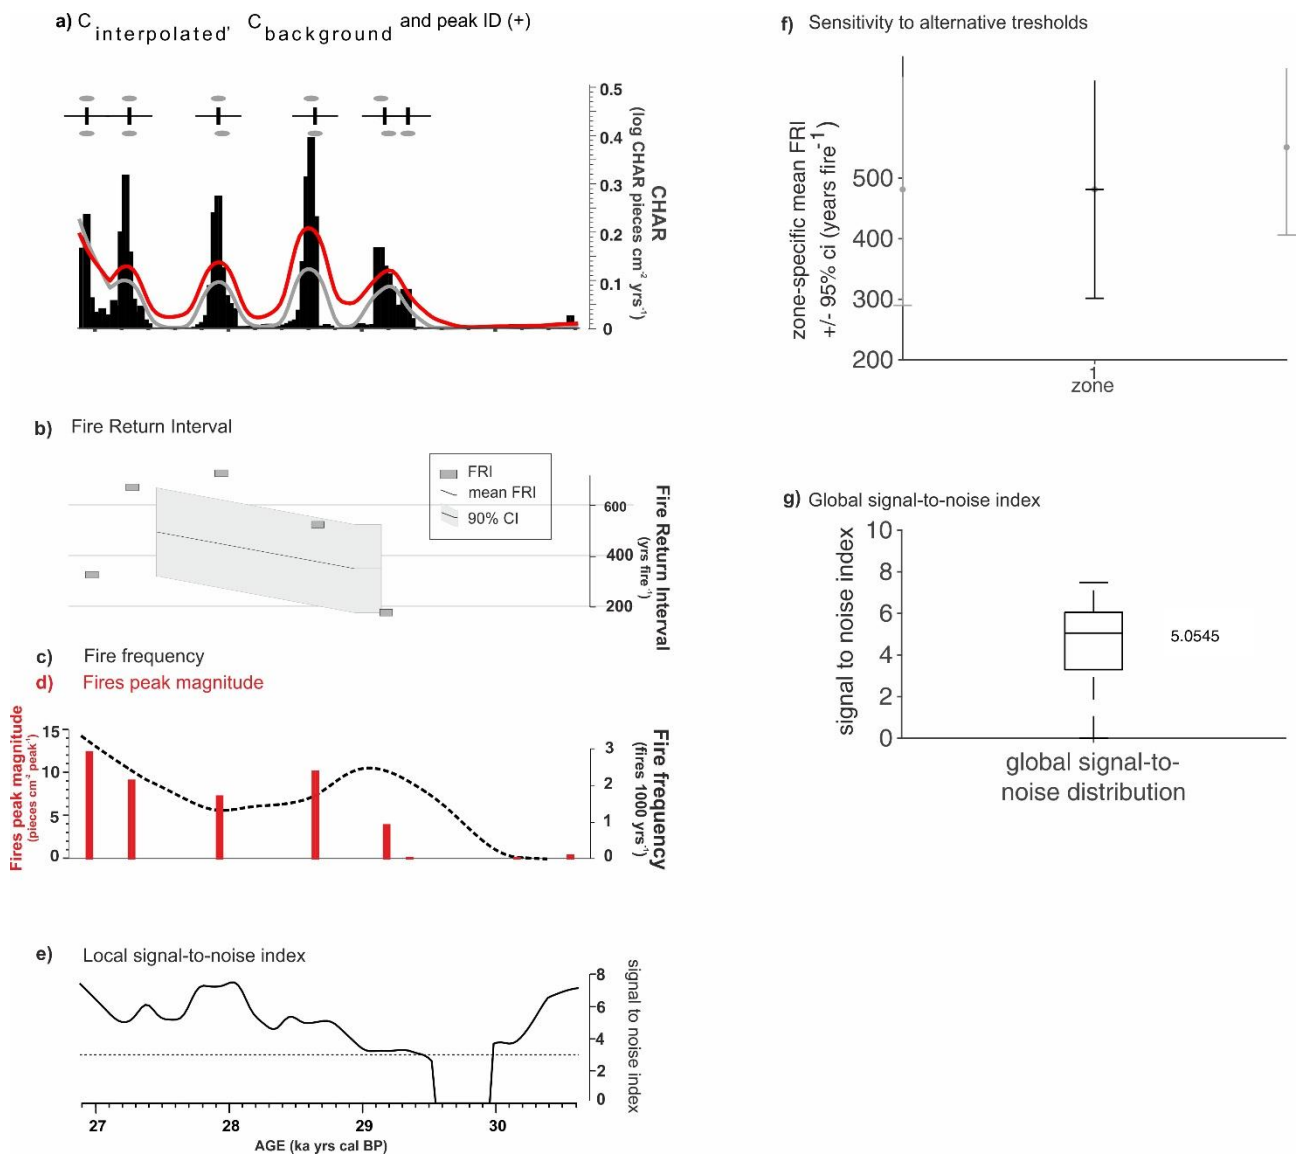 a) C interpolated, C background and peak ID (+)
0.5
0.4
0.3
0.2
0.1
0
CHAR
(log CHAR pieces cm⁻² yrs⁻¹)
b) Fire Return Interval
FRI
mean FRI
90% CI
600
400
200
Fire Return Interval
(yrs fire⁻¹)
c) Fire frequency
d) Fires peak magnitude
15
10
5
0
Fires peak magnitude
(pieces cm⁻² peak⁻¹)
3
2
1
0
Fire frequency
(fires 1000 yrs⁻¹)
e) Local signal-to-noise index
8
6
4
2
0
signal to noise index
27
28
29
30
AGE (ka yrs cal BP)
f) Sensitivity to alternative tresholds
zone-specific mean FRI
+/- 95% ci (years fire⁻¹)
500
400
300
200
1
zone
g) Global signal-to-noise index
signal to noise index
10
8
6
4
2
0
5.0545
global signal-to-
noise distribution